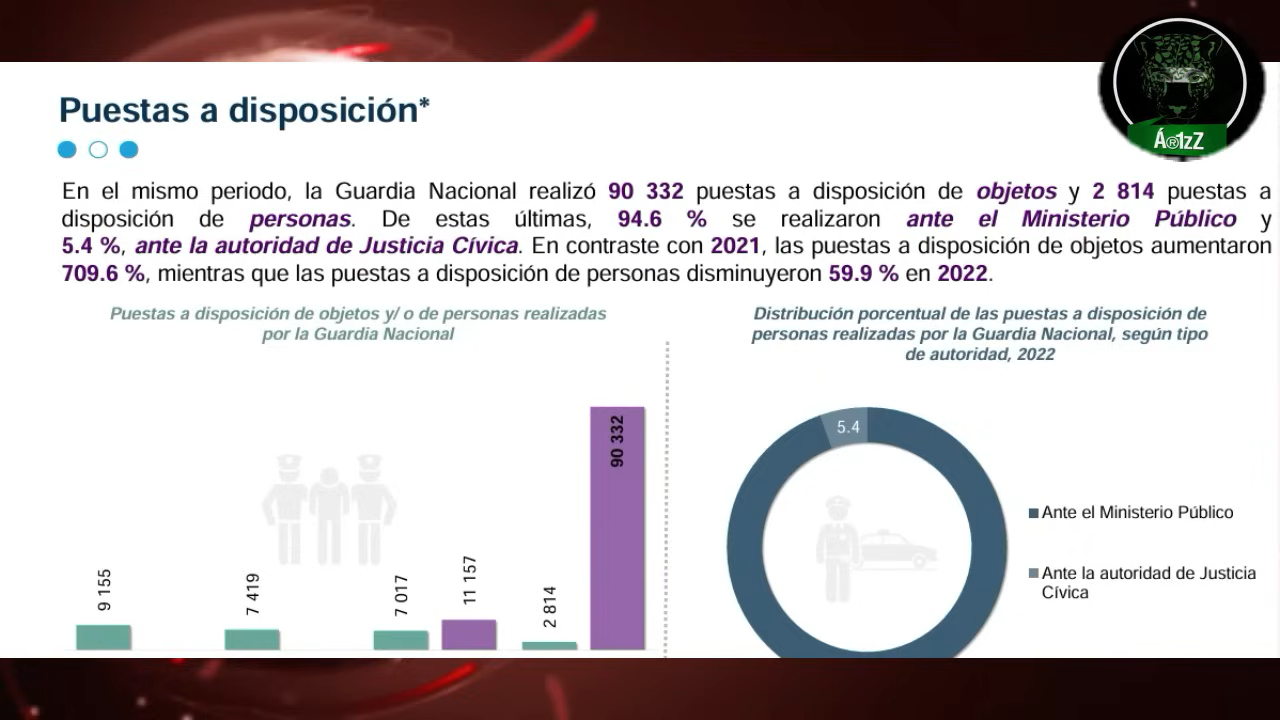 Á®1zZ
Puestas a disposición*
En el mismo periodo, la Guardia Nacional realizó 90 332 puestas a disposición de objetos y 2 814 puestas a
disposición de personas. De estas últimas, 94.6 % se realizaron ante el Ministerio Público y
5.4 %, ante la autoridad de Justicia Cívica. En contraste con 2021, las puestas a disposición de objetos aumentaron
709.6 %, mientras que las puestas a disposición de personas disminuyeron 59.9 % en 2022.
Puestas a disposición de objetos y/ o de personas realizadas
por la Guardia Nacional
9 155
7 419
7 017
11 157
2 814
90 332
Distribución porcentual de las puestas a disposición de
personas realizadas por la Guardia Nacional, según tipo
de autoridad, 2022
5.4
Ante el Ministerio Público
Ante la autoridad de Justicia
Cívica